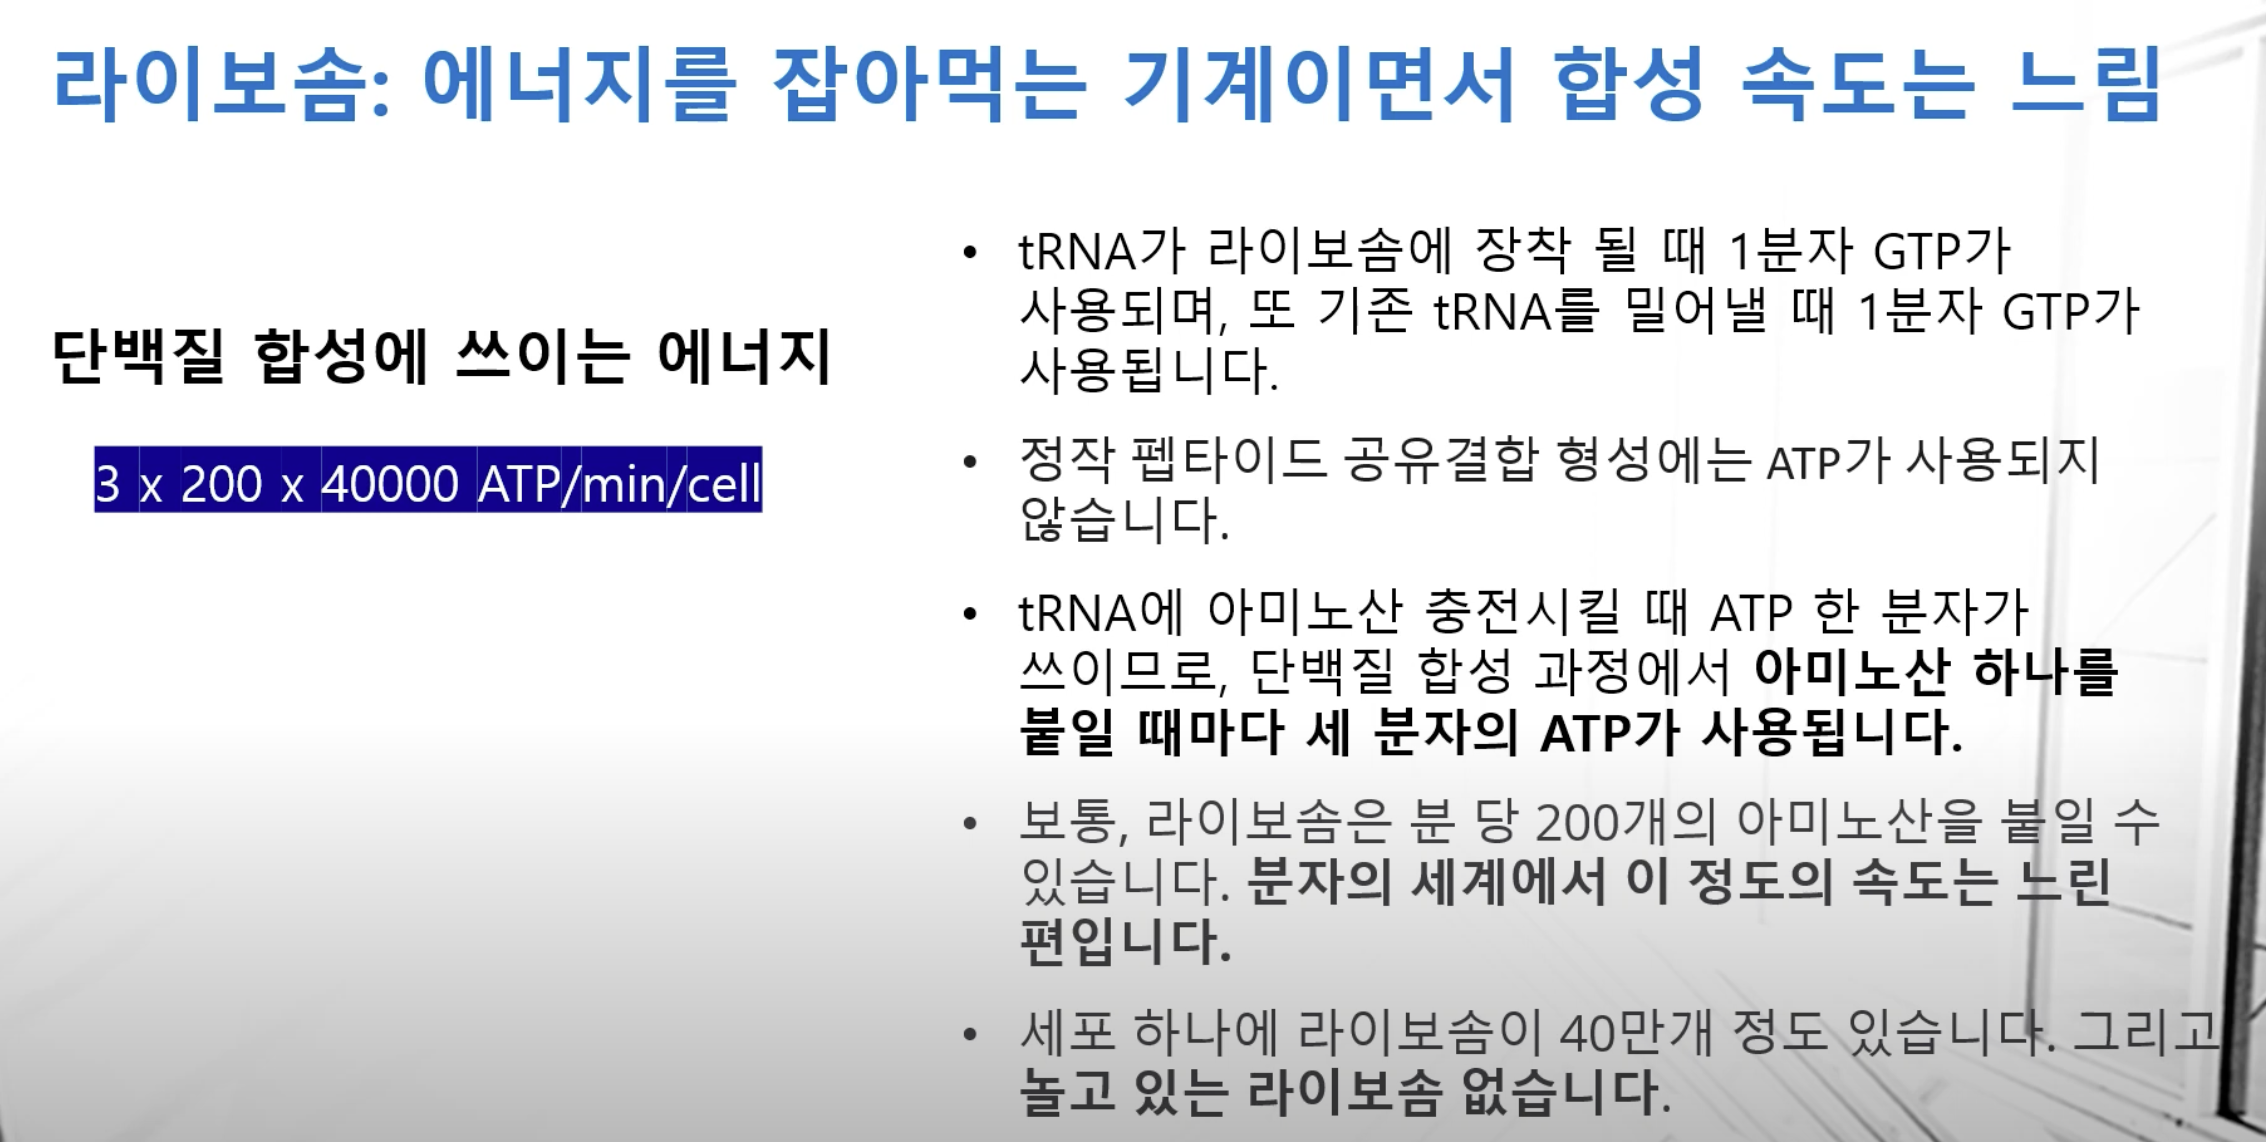 라이보솜: 에너지를 잡아먹는 기계이면서 합성 속도는 느림
단백질 합성에 쓰이는 에너지
3 x 200 x 40000 ATP/min/cell
• tRNA가 라이보솜에 장착 될 때 1분자 GTP가
사용되며, 또 기존 tRNA를 밀어낼 때 1분자 GTP가
사용됩니다.
• 정작 펩타이드 공유결합 형성에는 ATP가 사용되지
않습니다.
• tRNA에 아미노산 충전시킬 때 ATP 한 분자가
쓰이므로, 단백질 합성 과정에서 아미노산 하나를
붙일 때마다 세 분자의 ATP가 사용됩니다.
• 보통, 라이보솜은 분 당 200개의 아미노산을 붙일 수
있습니다. 분자의 세계에서 이 정도의 속도는 느린
편입니다.
• 세포 하나에 라이보솜이 40만개 정도 있습니다. 그리고
놀고 있는 라이보솜 없습니다.